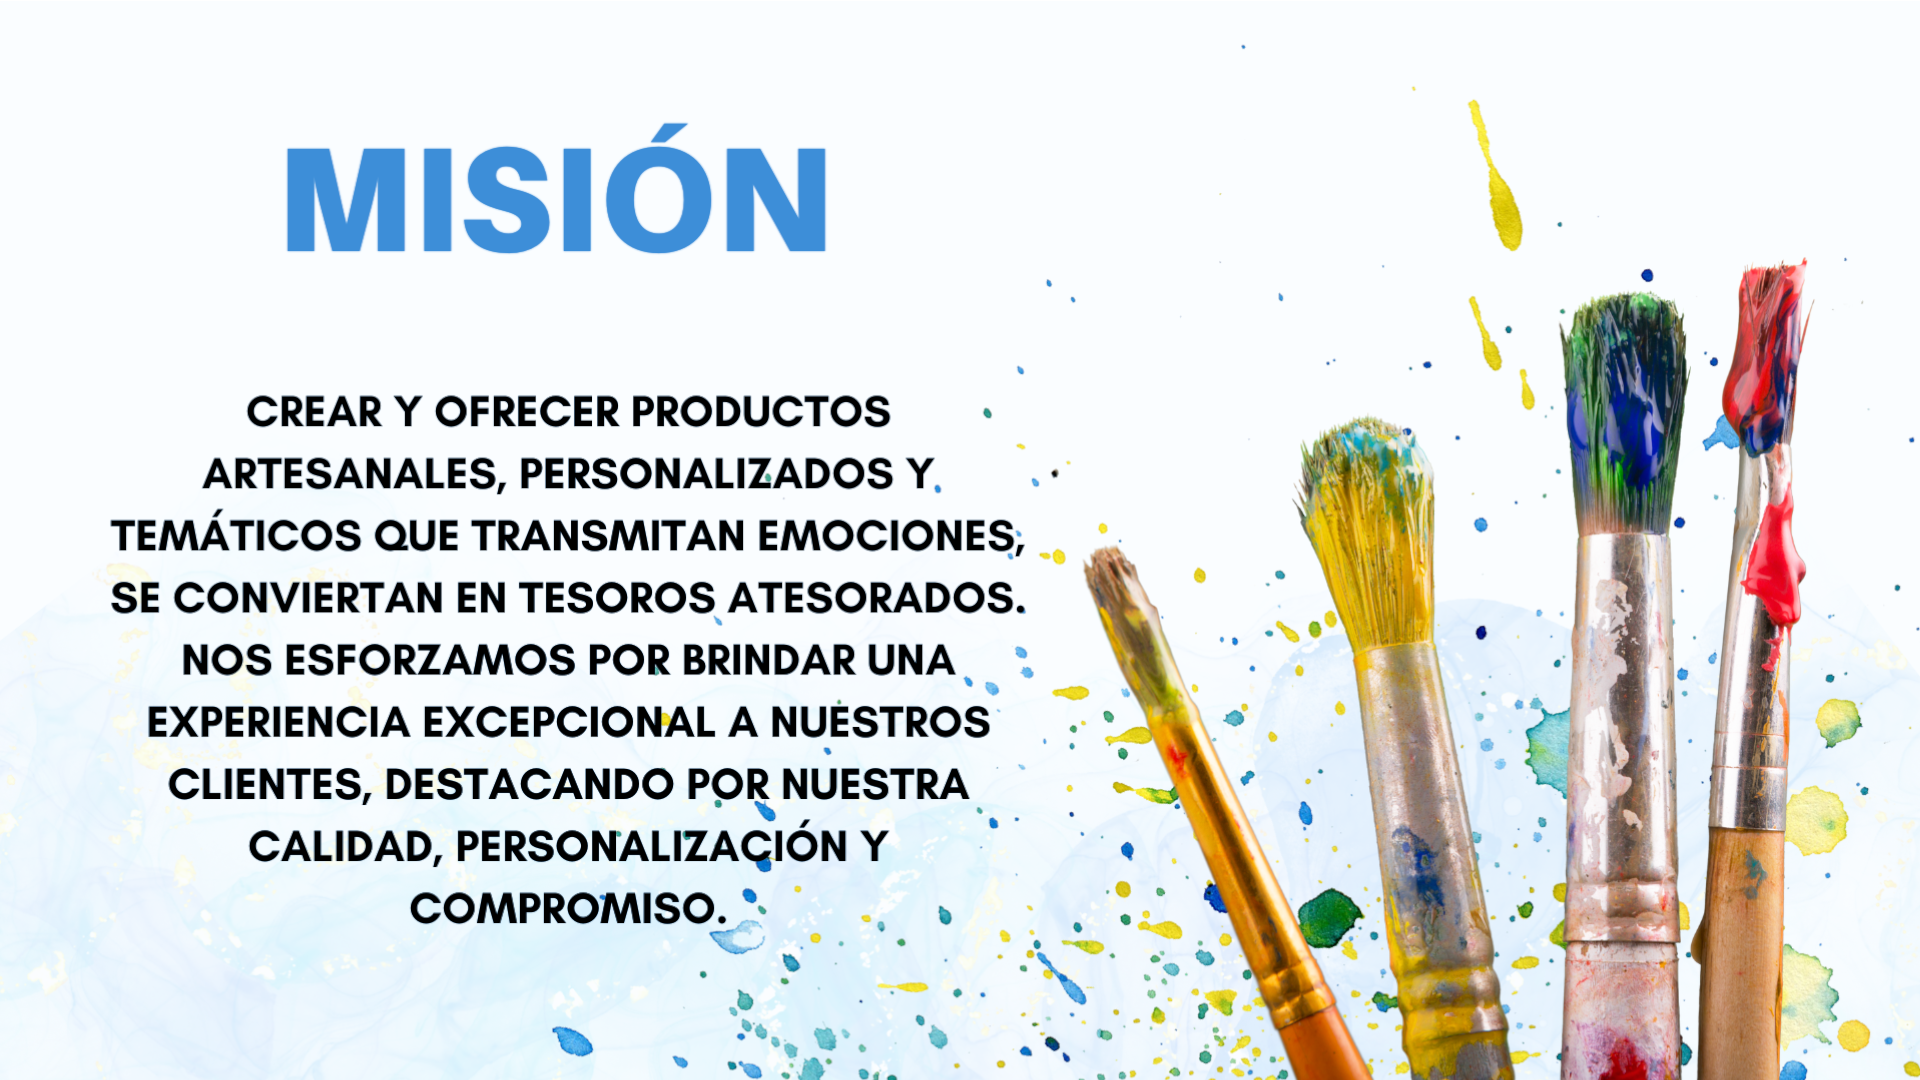 MISIÓN
CREAR Y OFRECER PRODUCTOS
ARTESANALES, PERSONALIZADOS Y
TEMÁTICOS QUE TRANSMITAN EMOCIONES,
SE CONVIERTAN EN TESOROS ATESORADOS.
NOS ESFORZAMOS POR BRINDAR UNA
EXPERIENCIA EXCEPCIONAL A NUESTROS
CLIENTES, DESTACANDO POR NUESTRA
CALIDAD, PERSONALIZACIÓN Y
COMPROMISO.